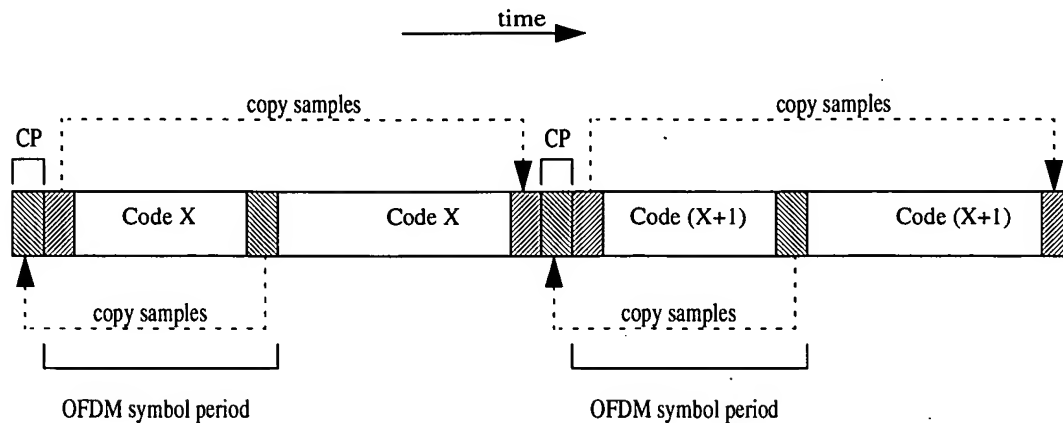 time
copy samples
copy samples
CP
CP
Code X
Code X
Code (X+1)
Code (X+1)
copy samples
copy samples
OFDM symbol period
OFDM symbol period